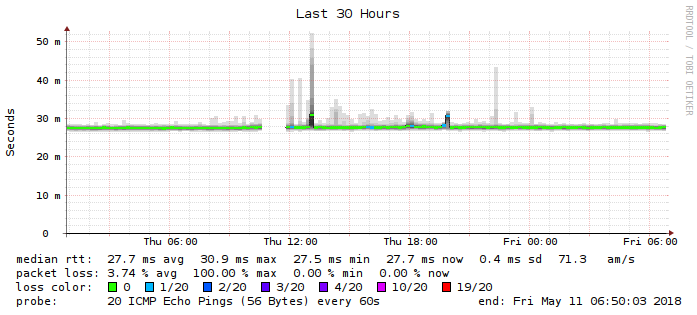 Last 30 Hours
RRDTOOL / TOBI OETIKER
Seconds
50 m
40 m
30 m
20 m
10 m
0
Thu 06:00 Thu 12:00 Thu 18:00 Fri 00:00 Fri 06:00
median rtt: 27.7 ms avg 30.9 ms max 27.5 ms min 27.7 ms now 0.4 ms sd 71.3 am/s
packet loss: 3.74 % avg 100.00 % max 0.00 % min 0.00 % now
loss color: 0 1/20 2/20 3/20 4/20 10/20 19/20
probe: 20 ICMP Echo Pings (56 Bytes) every 60s end: Fri May 11 06:50:03 2018